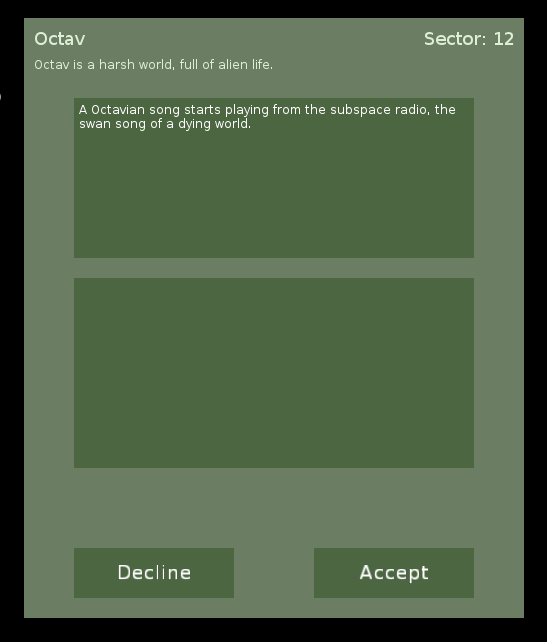 Octav
Sector: 12
Octav is a harsh world, full of alien life.
A Octavian song starts playing from the subspace radio, the
swan song of a dying world.
Decline
Accept